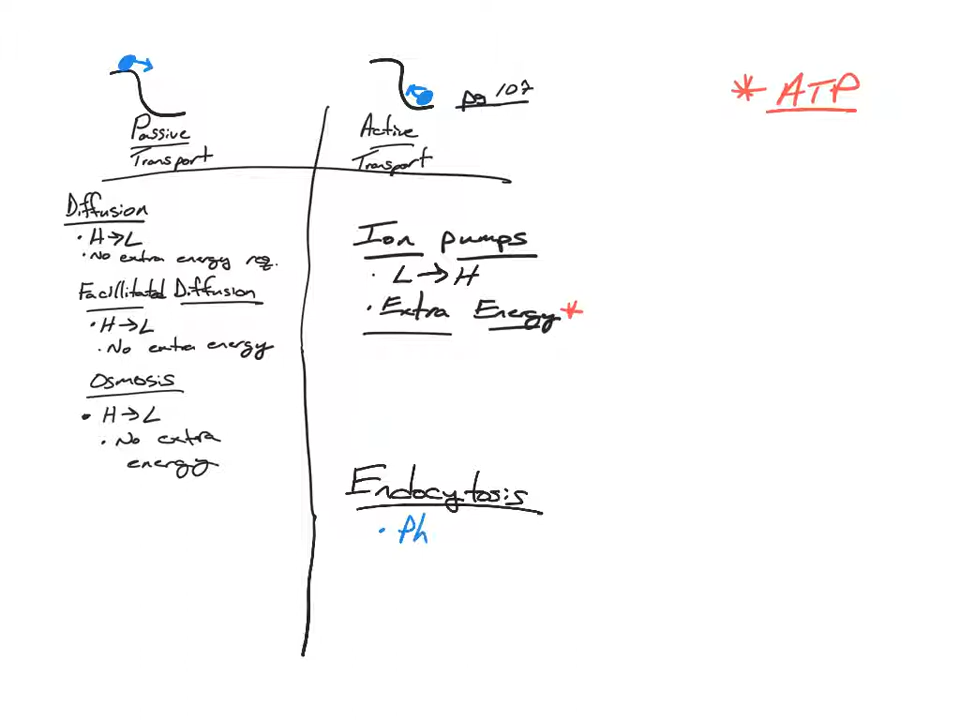 Passive
Transport
Active
Transport
pg 107
* ATP
Diffusion
• H→L
• No extra energy req.
Facillitated Diffusion
• H→L
• No extra energy
Osmosis
• H→L
• No extra
energy
Ion pumps
• L→H
• Extra Energy*
Endocytosis
• Ph